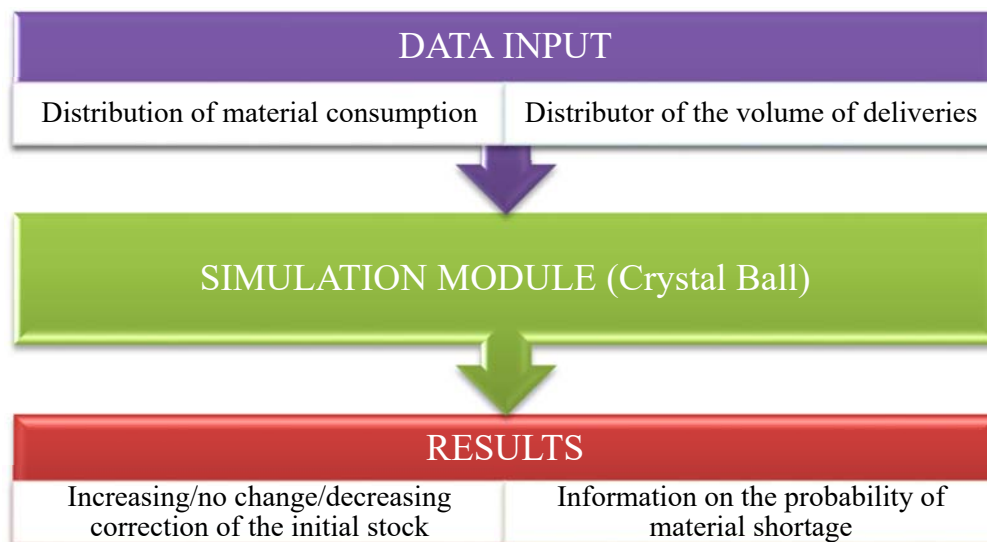 DATA INPUT
Distribution of material consumption
Distributor of the volume of deliveries
SIMULATION MODULE (Crystal Ball)
RESULTS
Increasing/no change/decreasing
correction of the initial stock
Information on the probability of
material shortage